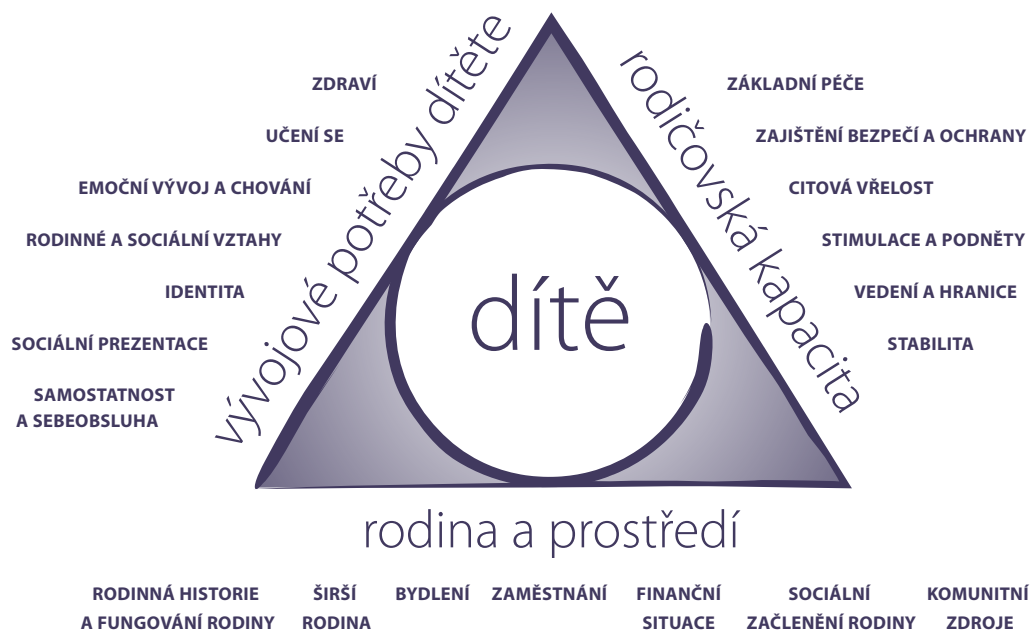 vývojové potřeby dítěte
ZDRAVÍ
UČENÍ SE
EMOČNÍ VÝVOJ A CHOVÁNÍ
RODINNÉ A SOCIÁLNÍ VZTAHY
IDENTITA
SOCIÁLNÍ PREZENTACE
SAMOSTATNOST
A SEBEOBSLUHA
rodičovská kapacita
ZÁKLADNÍ PÉČE
ZAJIŠTĚNÍ BEZPEČÍ A OCHRANY
CITOVÁ VŘELOST
STIMULACE A PODNĚTY
VEDENÍ A HRANICE
STABILITA
dítě
rodina a prostředí
RODINNÁ HISTORIE
A FUNGOVÁNÍ RODINY
ŠIRŠÍ
RODINA
BYDLENÍ
ZAMĚSTNÁNÍ
FINANČNÍ
SITUACE
SOCIÁLNÍ
ZAČLENĚNÍ RODINY
KOMUNITNÍ
ZDROJE